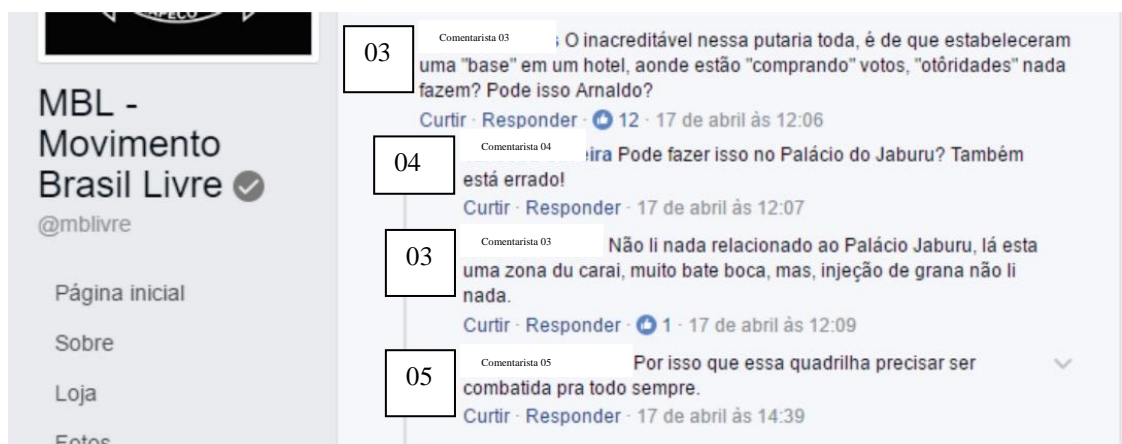 PECO
MBL -
Movimento
Brasil Livre
@mblivre
Página inicial
Sobre
Loja
Fotos
03
Comentarista 03 O inacreditável nessa putaria toda, é de que estabeleceram
uma "base" em um hotel, aonde estão "comprando" votos, "otôridades" nada
fazem? Pode isso Arnaldo?
Curtir · Responder · 12 · 17 de abril às 12:06
04
Comentarista 04 eira Pode fazer isso no Palácio do Jaburu? Também
está errado!
Curtir · Responder · 17 de abril às 12:07
03
Comentarista 03 Não li nada relacionado ao Palácio Jaburu, lá esta
uma zona du carai, muito bate boca, mas, injeção de grana não li
nada.
Curtir · Responder · 1 · 17 de abril às 12:09
05
Comentarista 05 Por isso que essa quadrilha precisar ser
combatida pra todo sempre.
Curtir · Responder · 17 de abril às 14:39